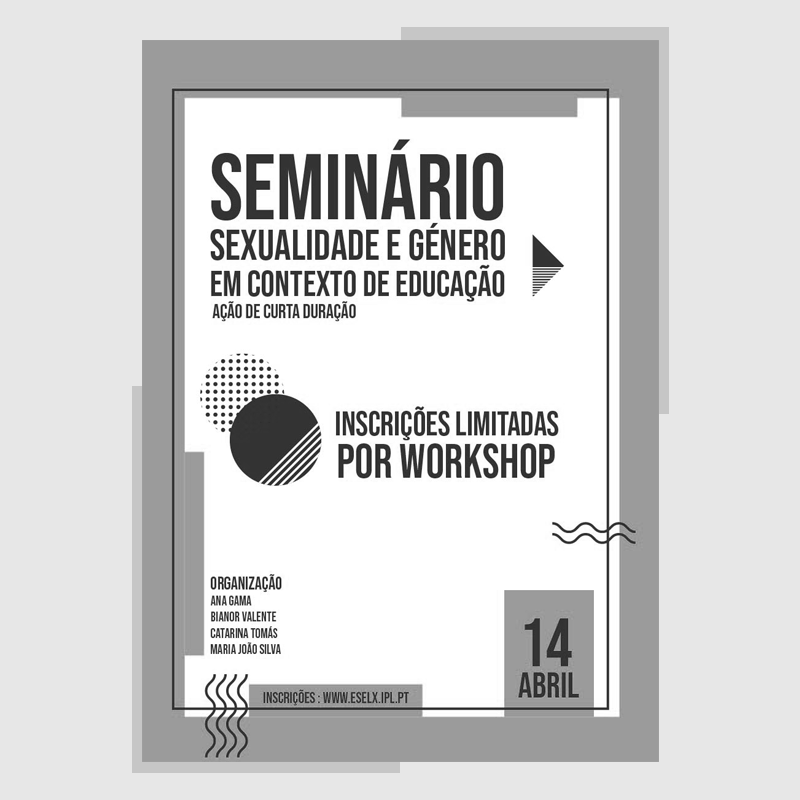 SEMINÁRIO
SEXUALIDADE E GÉNERO
EM CONTEXTO DE EDUCAÇÃO
AÇÃO DE CURTA DURAÇÃO
INSCRIÇÕES LIMITADAS
POR WORKSHOP
ORGANIZAÇÃO
ANA GAMA
BIANOR VALENTE
CATARINA TOMÁS
MARIA JOÃO SILVA
INSCRIÇÕES : WWW.ESELX.IPL.PT
14
ABRIL